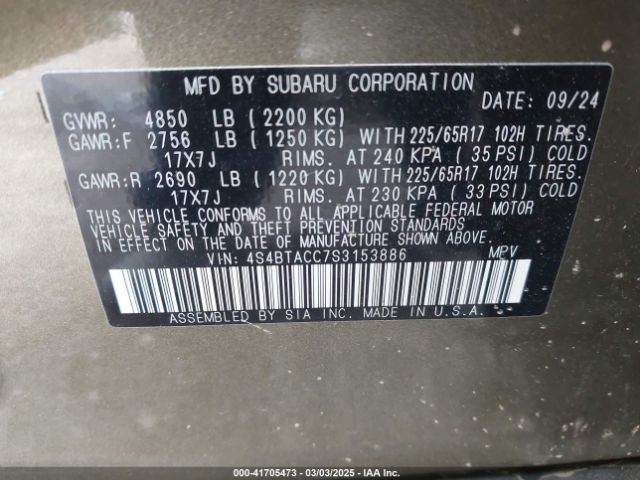 MFD BY SUBARU CORPORATION
DATE: 09/24
GVWR: 4850 LB (2200 KG)
GAWR:F 2756 LB (1250 KG) WITH 225/65R17 102H TIRES.
17X7J RIMS. AT 240 KPA (35 PSI) COLD
GAWR:R 2690 LB (1220 KG) WITH 225/65R17 102H TIRES.
17X7J RIMS. AT 230 KPA (33 PSI) COLD
THIS VEHICLE CONFORMS TO ALL APPLICABLE FEDERAL MOTOR
VEHICLE SAFETY AND THEFT PREVENTION STANDARDS
IN EFFECT ON THE DATE OF MANUFACTURE SHOWN ABOVE.
VIN: 4S4BTACC7S3153886 MPV
ASSEMBLED BY SIA INC. MADE IN U.S.A.
000-41705473 - 03/03/2025 - IAA Inc.